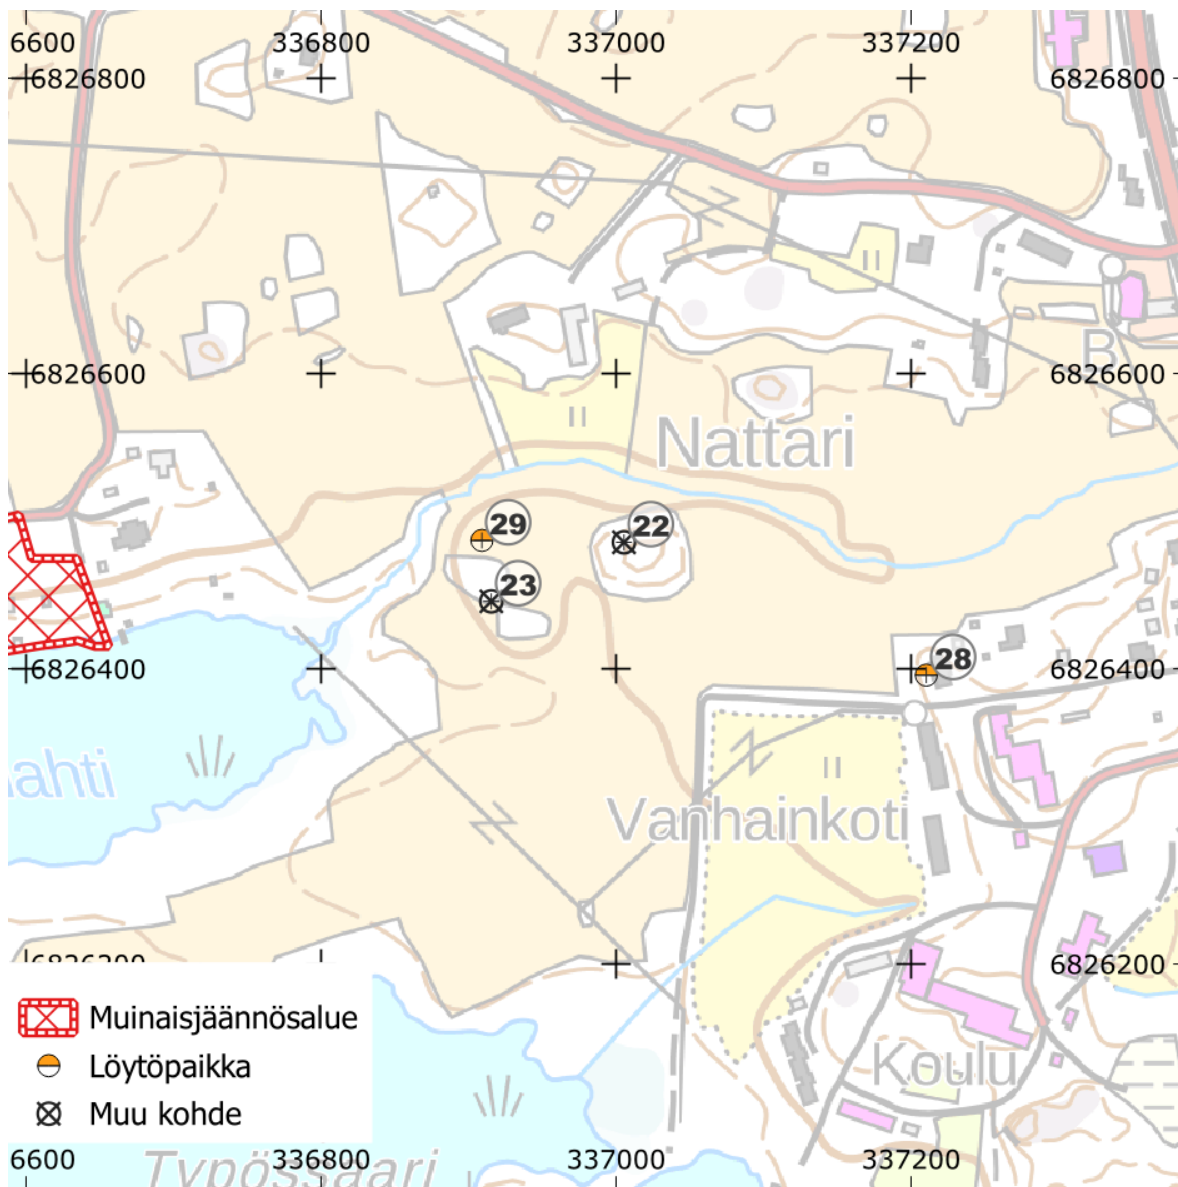 6600 336800 337000 337200
6826800 6826800
6826600 6826600
B
Nattari
29 22
23
28
6826400 6826400
Vanhainkoti
ahti
6826200
Koulu
Muinaisjäännösalue
Löytöpaikka
Muu kohde
Typössaari
6600 336800 337000 337200